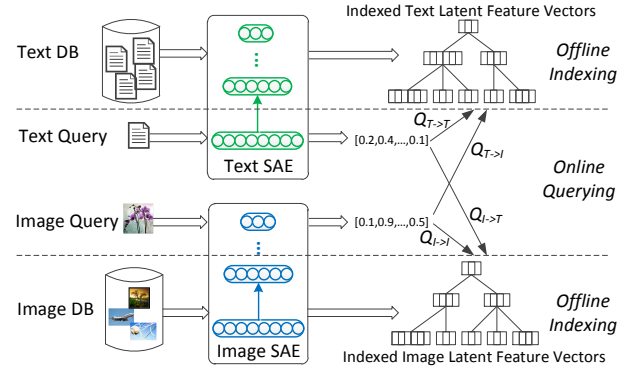 Indexed Text Latent Feature Vectors
Text DB
Offline
Indexing
Q_{T->T}
Text Query
[0.2,0.4,...,0.1]
Q_{T->I}
Text SAE
Online
Querying
Image Query
[0.1,0.9,...,0.5]
Q_{I->T}
Q_{I->I}
Image DB
Offline
Indexing
Image SAE
Indexed Image Latent Feature Vectors